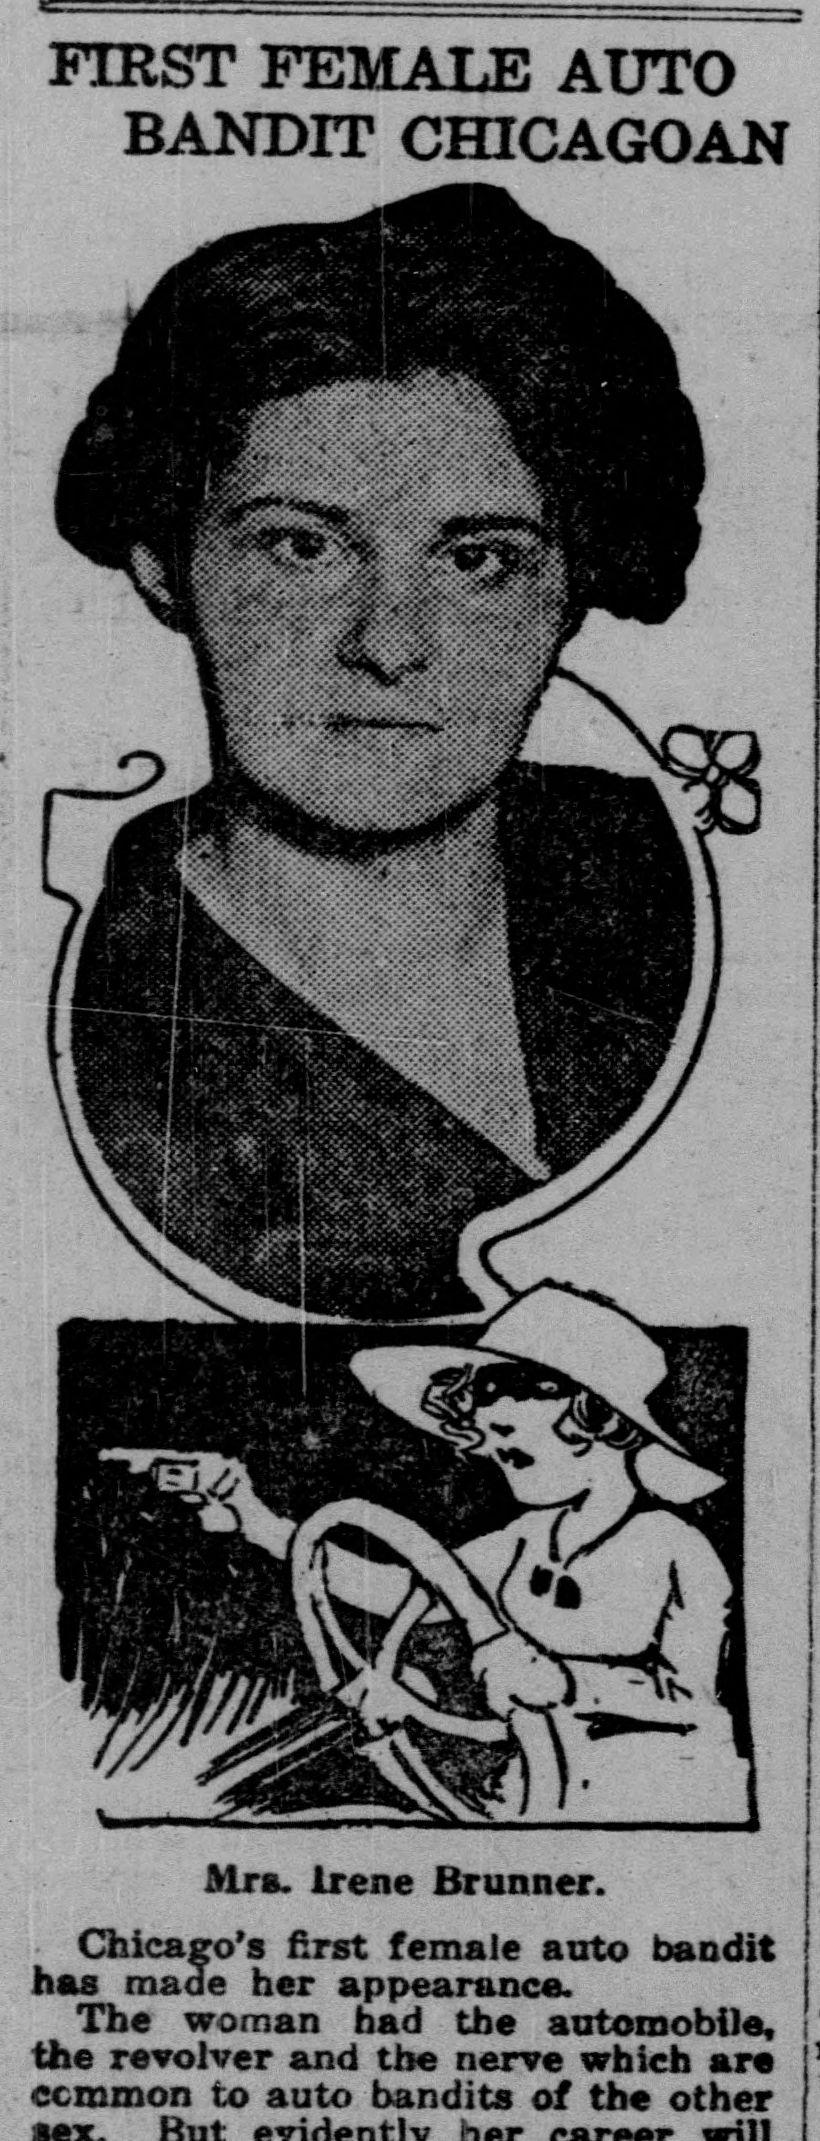 FIRST FEMALE AUTO
BANDIT CHICAGOAN
Mrs. Irene Brunner.
Chicago's first female auto bandit
has made her appearance.
The woman had the automobile,
the revolver and the nerve which are
common to auto bandits of the other
sex. But evidently her career will